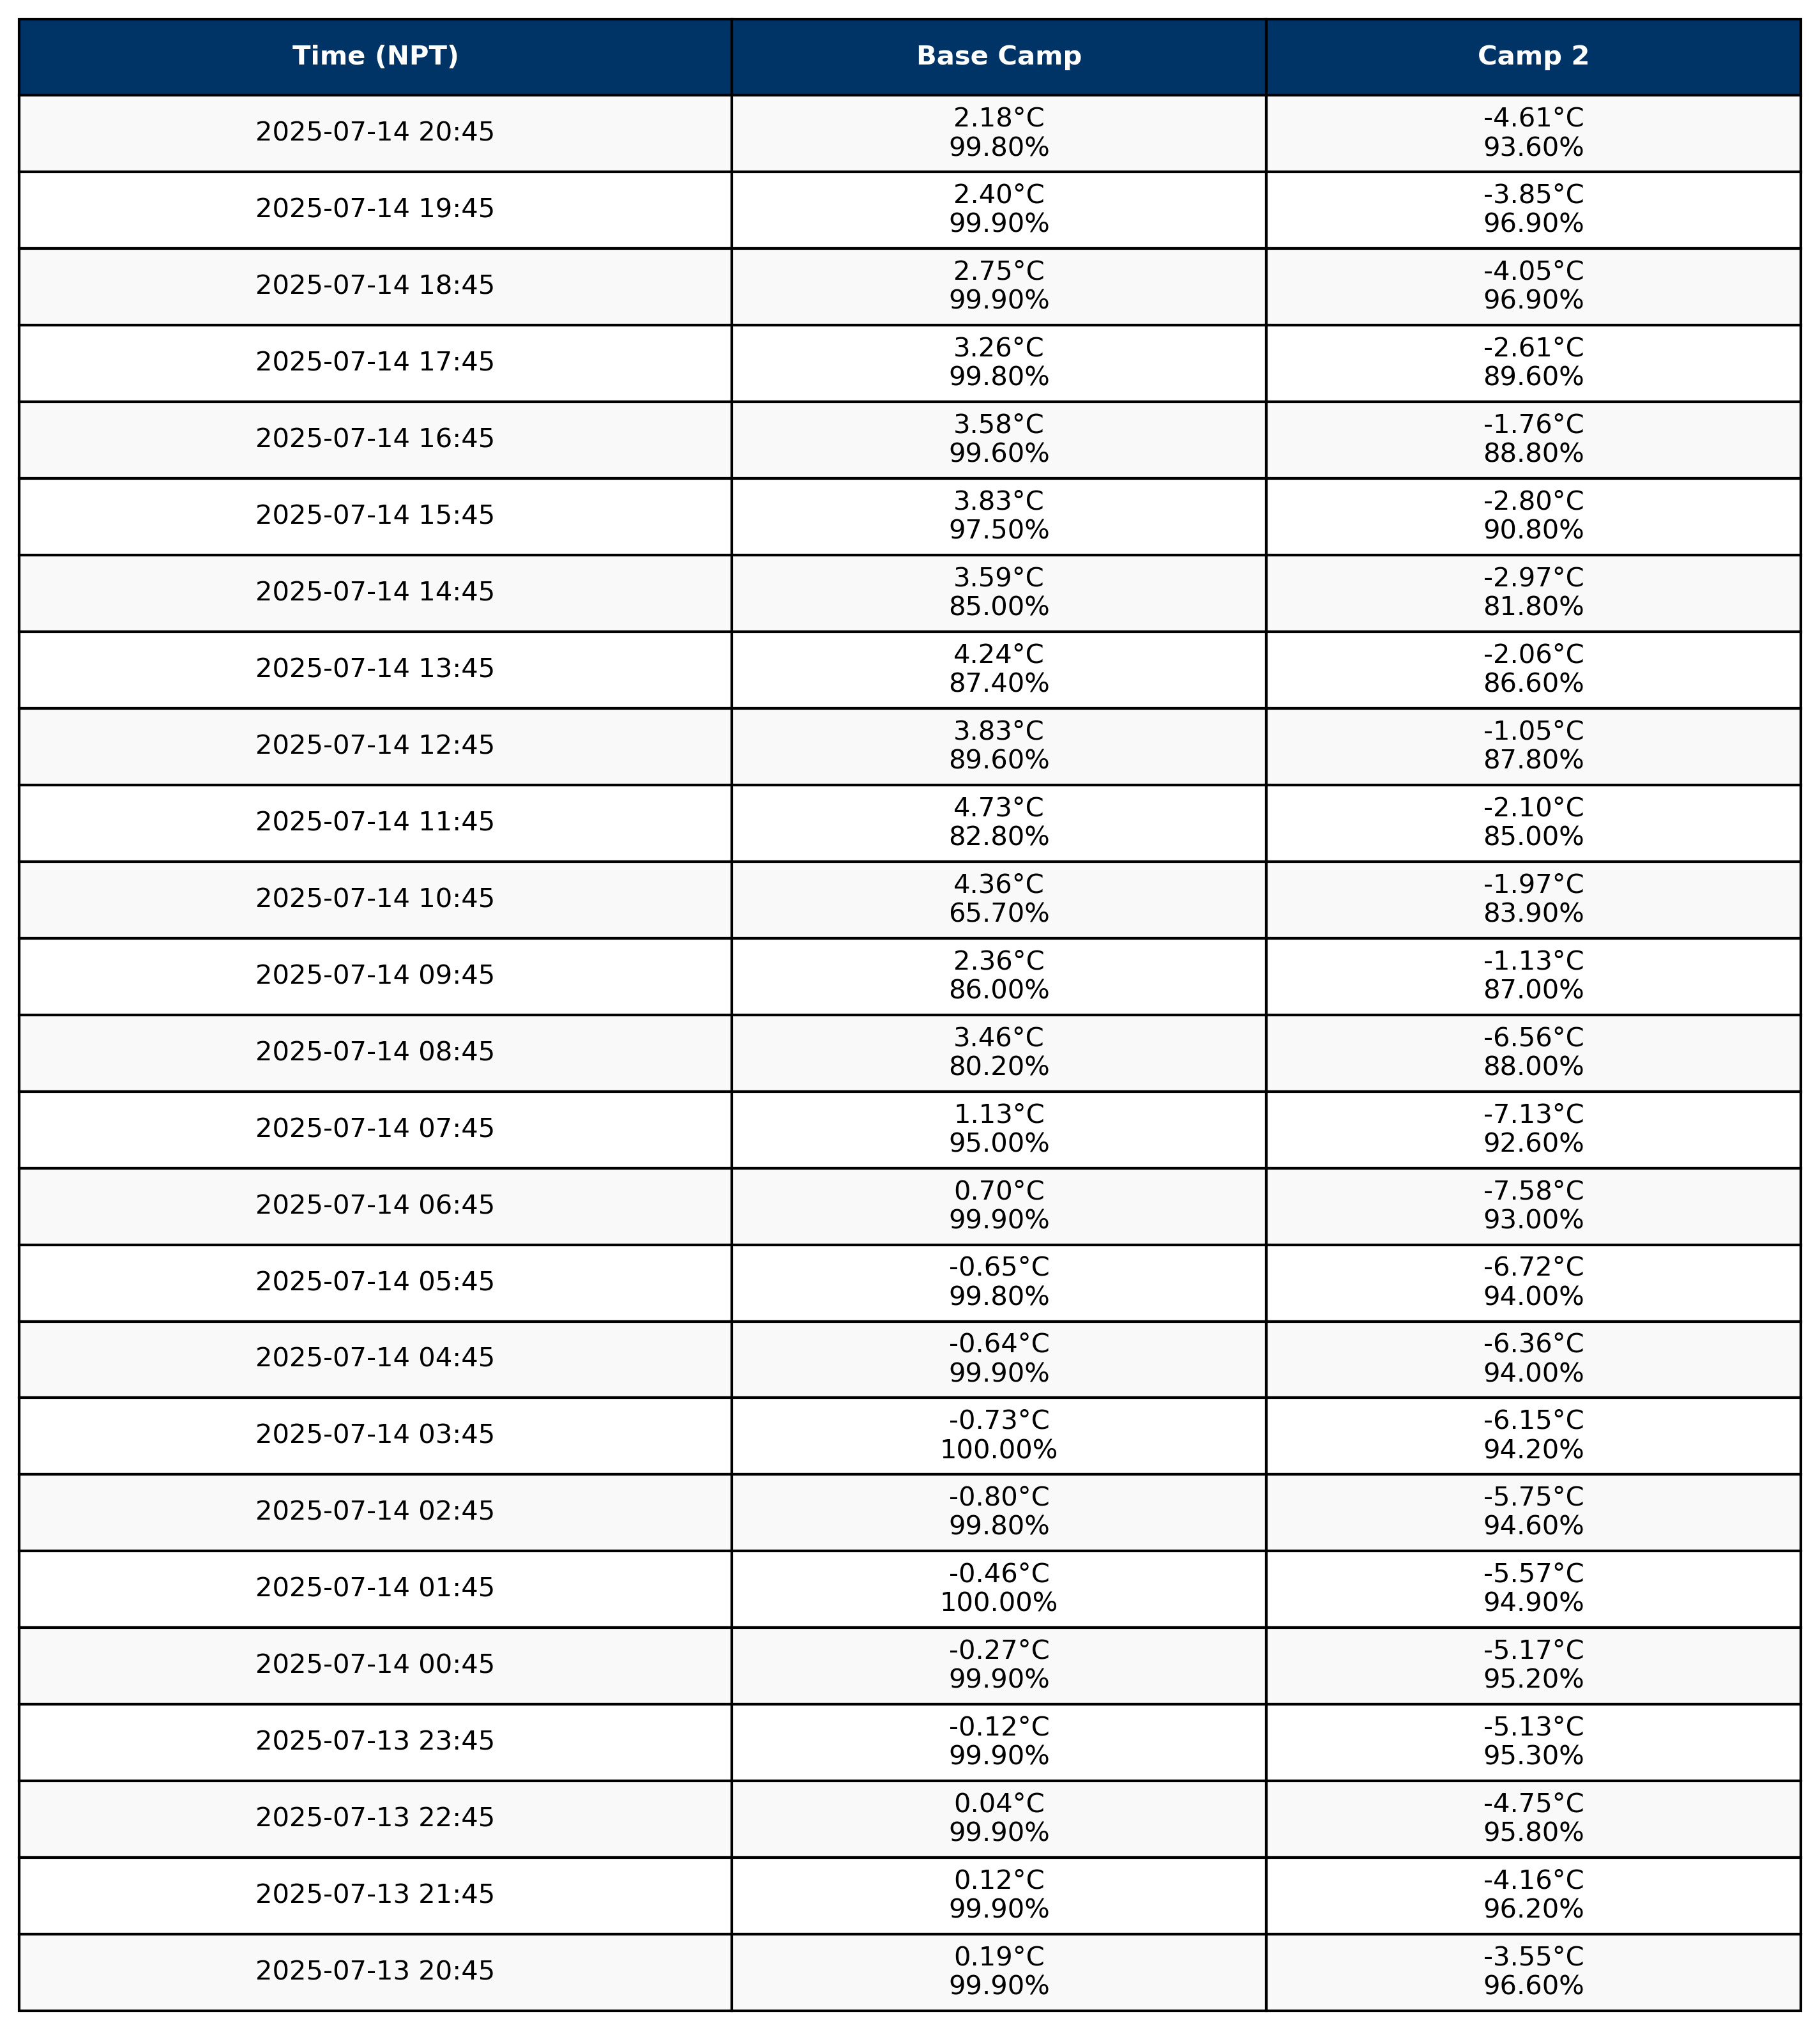 Time (NPT) Base Camp Camp 2
2025-07-14 20:45 2.18°C -4.61°C
99.80% 93.60%
2025-07-14 19:45 2.40°C -3.85°C
99.90% 96.90%
2025-07-14 18:45 2.75°C -4.05°C
99.90% 96.90%
2025-07-14 17:45 3.26°C -2.61°C
99.80% 89.60%
2025-07-14 16:45 3.58°C -1.76°C
99.60% 88.80%
2025-07-14 15:45 3.83°C -2.80°C
97.50% 90.80%
2025-07-14 14:45 3.59°C -2.97°C
85.00% 81.80%
2025-07-14 13:45 4.24°C -2.06°C
87.40% 86.60%
2025-07-14 12:45 3.83°C -1.05°C
89.60% 87.80%
2025-07-14 11:45 4.73°C -2.10°C
82.80% 85.00%
2025-07-14 10:45 4.36°C -1.97°C
65.70% 83.90%
2025-07-14 09:45 2.36°C -1.13°C
86.00% 87.00%
2025-07-14 08:45 3.46°C -6.56°C
80.20% 88.00%
2025-07-14 07:45 1.13°C -7.13°C
95.00% 92.60%
2025-07-14 06:45 0.70°C -7.58°C
99.90% 93.00%
2025-07-14 05:45 -0.65°C -6.72°C
99.80% 94.00%
2025-07-14 04:45 -0.64°C -6.36°C
99.90% 94.00%
2025-07-14 03:45 -0.73°C -6.15°C
100.00% 94.20%
2025-07-14 02:45 -0.80°C -5.75°C
99.80% 94.60%
2025-07-14 01:45 -0.46°C -5.57°C
100.00% 94.90%
2025-07-14 00:45 -0.27°C -5.17°C
99.90% 95.20%
2025-07-13 23:45 -0.12°C -5.13°C
99.90% 95.30%
2025-07-13 22:45 0.04°C -4.75°C
99.90% 95.80%
2025-07-13 21:45 0.12°C -4.16°C
99.90% 96.20%
2025-07-13 20:45 0.19°C -3.55°C
99.90% 96.60%